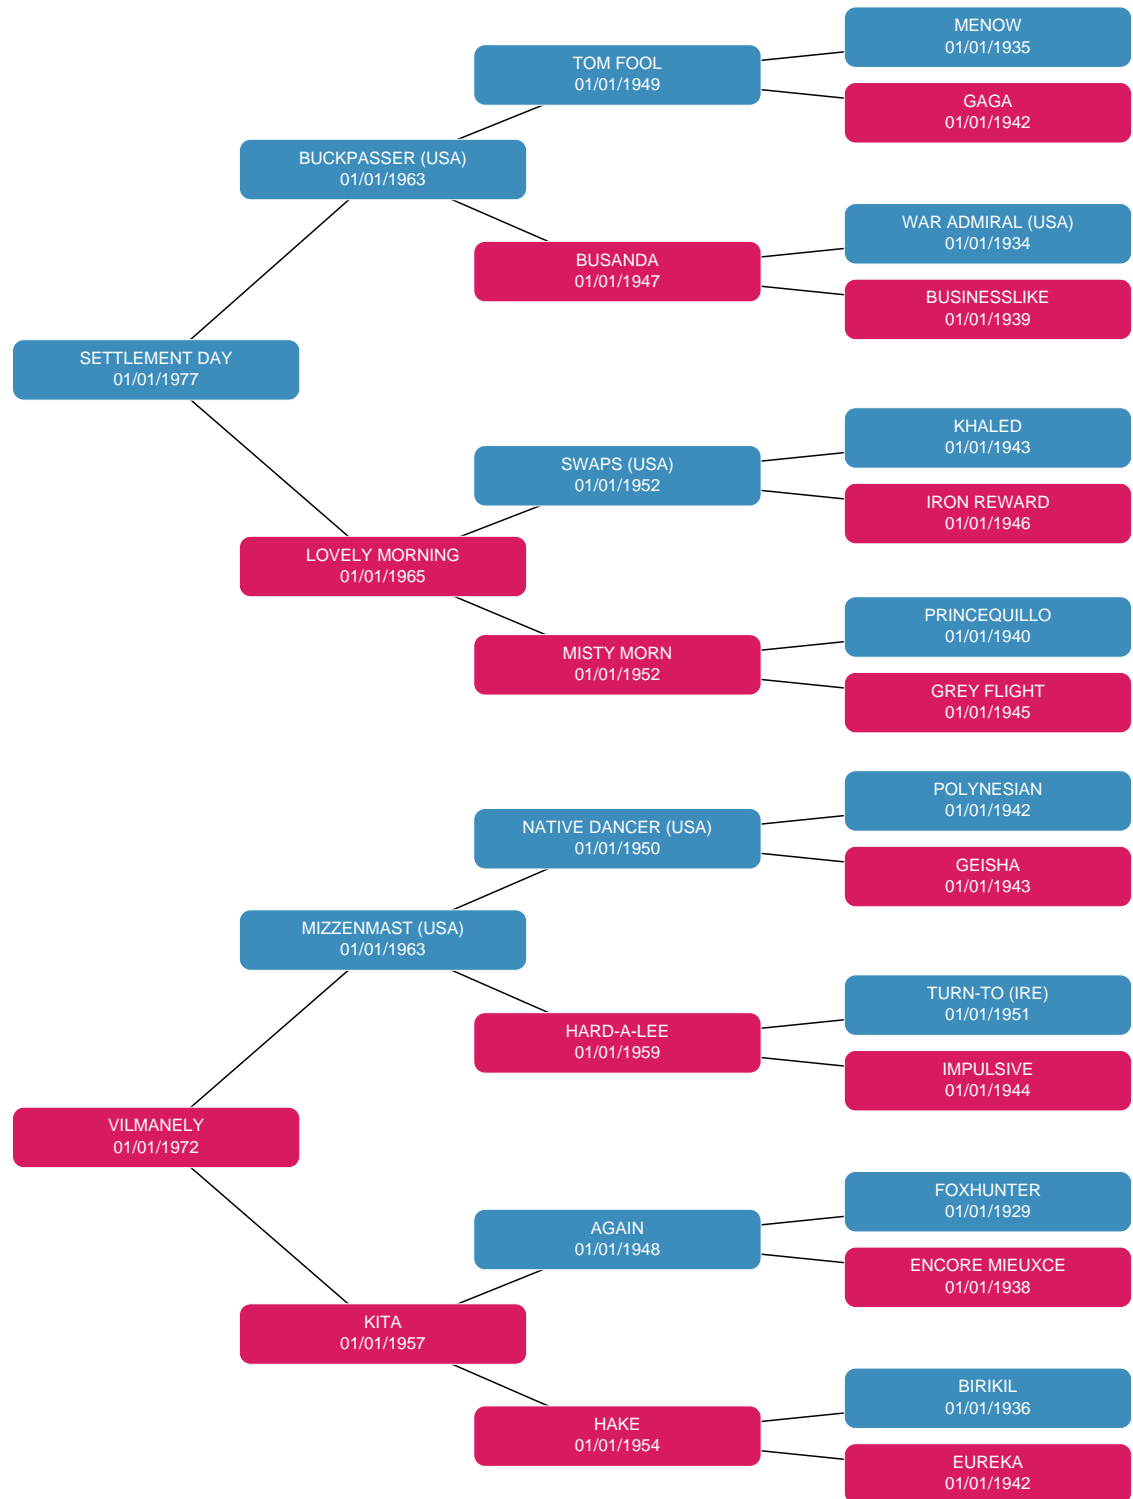 MENOW
01/01/1935
TOM FOOL
01/01/1949
GAGA
01/01/1942
BUCKPASSER (USA)
01/01/1963
WAR ADMIRAL (USA)
01/01/1934
BUSANDA
01/01/1947
BUSINESSLIKE
01/01/1939
SETTLEMENT DAY
01/01/1977
KHALED
01/01/1943
SWAPS (USA)
01/01/1952
IRON REWARD
01/01/1946
LOVELY MORNING
01/01/1965
PRINCEQUILLO
01/01/1940
MISTY MORN
01/01/1952
GREY FLIGHT
01/01/1945
POLYNESIAN
01/01/1942
NATIVE DANCER (USA)
01/01/1950
GEISHA
01/01/1943
MIZZENMAST (USA)
01/01/1963
TURN-TO (IRE)
01/01/1951
HARD-A-LEE
01/01/1959
IMPULSIVE
01/01/1944
VILMANELY
01/01/1972
FOXHUNTER
01/01/1929
AGAIN
01/01/1948
ENCORE MIEUXCE
01/01/1938
KITA
01/01/1957
BIRIKIL
01/01/1936
HAKE
01/01/1954
EUREKA
01/01/1942